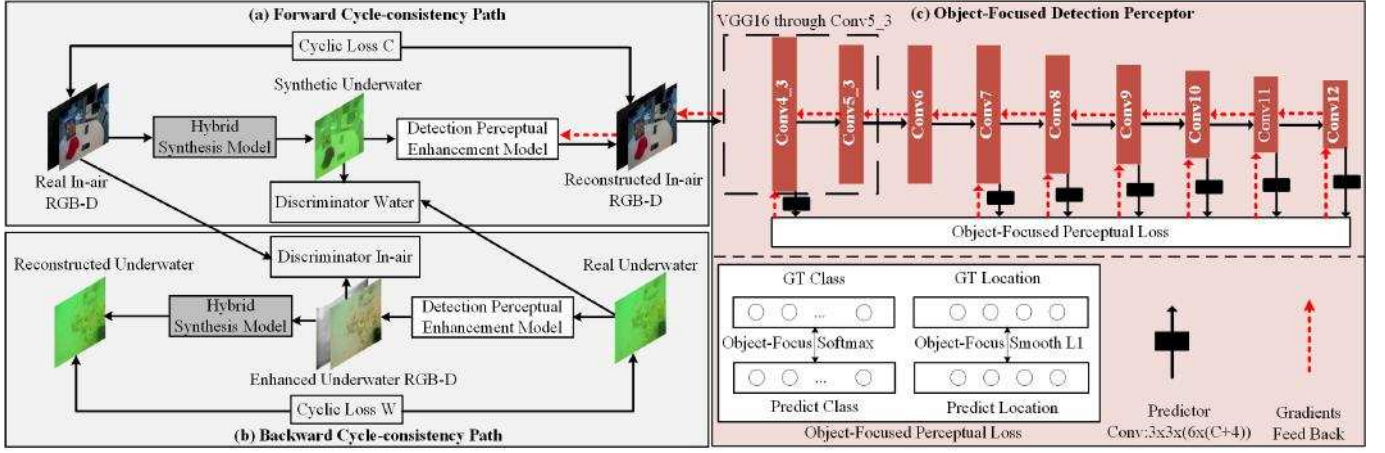 (a) Forward Cycle-consistency Path
Cyclic Loss C
Synthetic Underwater
Hybrid
Synthesis Model
Detection Perceptual
Enhancement Model
Real In-air
RGB-D
Discriminator Water
Reconstructed In-air
RGB-D
Reconstructed Underwater
Discriminator In-air
Real Underwater
Hybrid
Synthesis Model
Detection Perceptual
Enhancement Model
Enhanced Underwater RGB-D
Cyclic Loss W
(b) Backward Cycle-consistency Path
(c) Object-Focused Detection Perceptor
VGG16 through Conv5_3
Conv4_3
Conv5_3
Conv6
Conv7
Conv8
Conv9
Conv10
Conv11
Conv12
Object-Focused Perceptual Loss
GT Class
...
Object-Focus Softmax
...
Predict Class
GT Location
Object-Focus Smooth L1
Predict Location
Object-Focused Perceptual Loss
Predictor
Conv:3x3x(6x(C+4))
Gradients
Feed Back